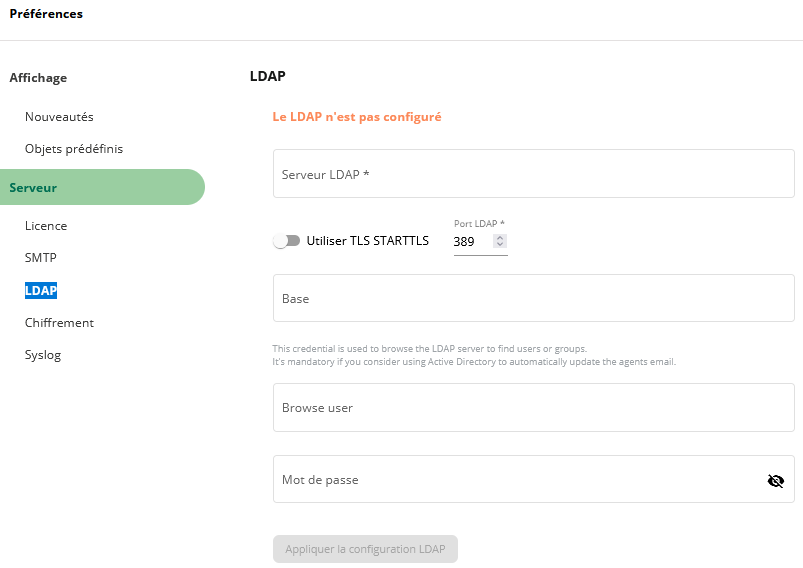 Préférences
Affichage
Nouveautés
Objets prédéfinis
Serveur
Licence
SMTP
LDAP
Chiffrement
Syslog
LDAP
Le LDAP n'est pas configuré
Serveur LDAP *
Utiliser TLS STARTTLS
Port LDAP *
389
Base
This credential is used to browse the LDAP server to find users or groups.
It's mandatory if you consider using Active Directory to automatically update the agents email.
Browse user
Mot de passe
Appliquer la configuration LDAP